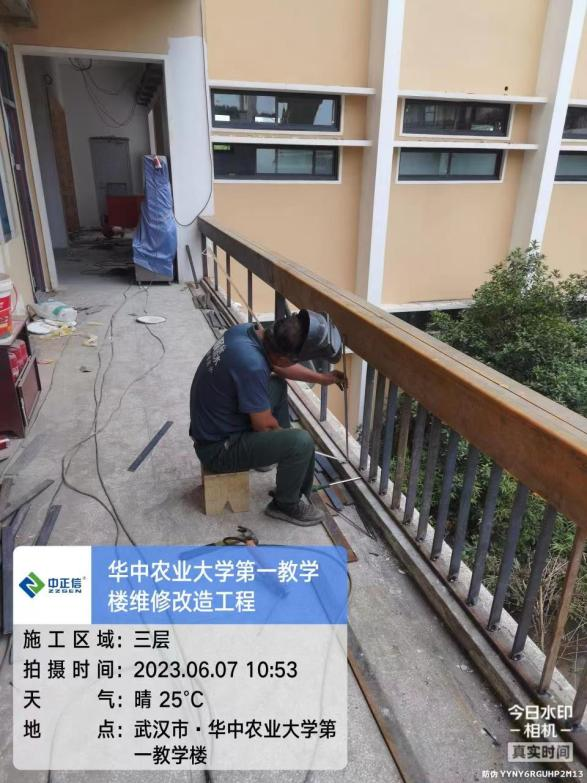 中正信®
ZZGEN
华中农业大学第一教学
楼维修改造工程
施工区域：三层
拍摄时间：2023.06.07 10:53
天气：晴 25℃
地点：武汉市·华中农业大学第
一教学楼
今日水印
-相机-
真实时间
防伪 YYNY6RGUHP2P13